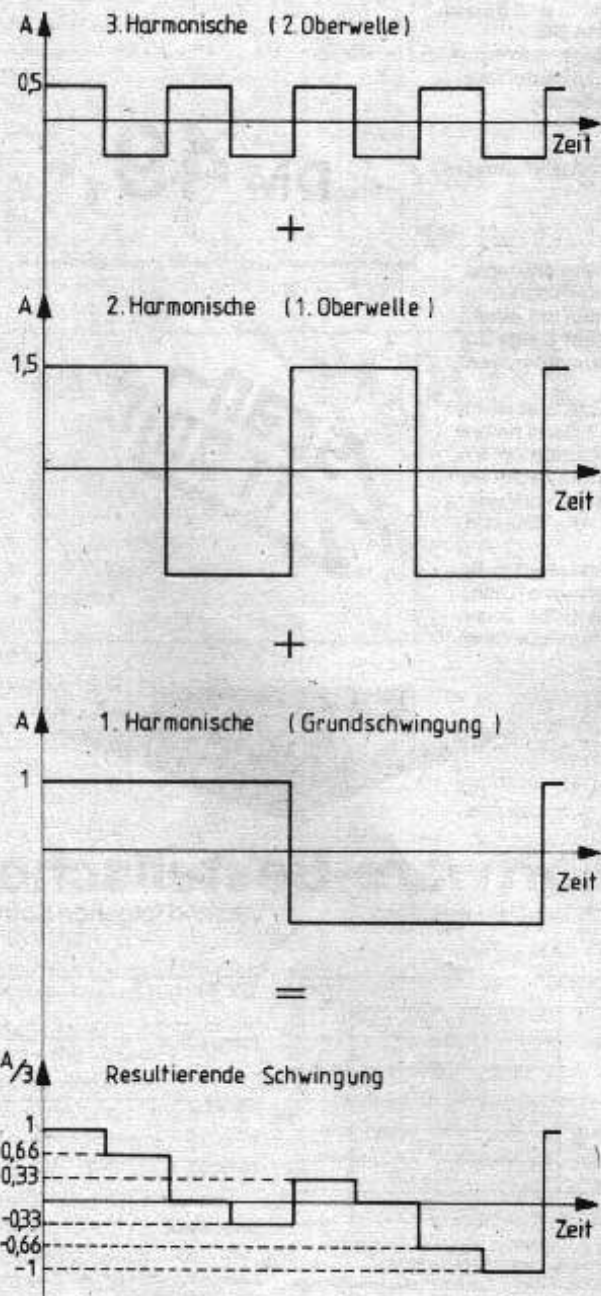 A 3. Harmonische (2. Oberwelle)
0,5
Zeit
+
A 2. Harmonische (1. Oberwelle)
1,5
Zeit
+
A 1. Harmonische (Grundschwingung)
1
Zeit
=
A/3 Resultierende Schwingung
1
0,66
0,33
-0,33
-0,66
Zeit
-1